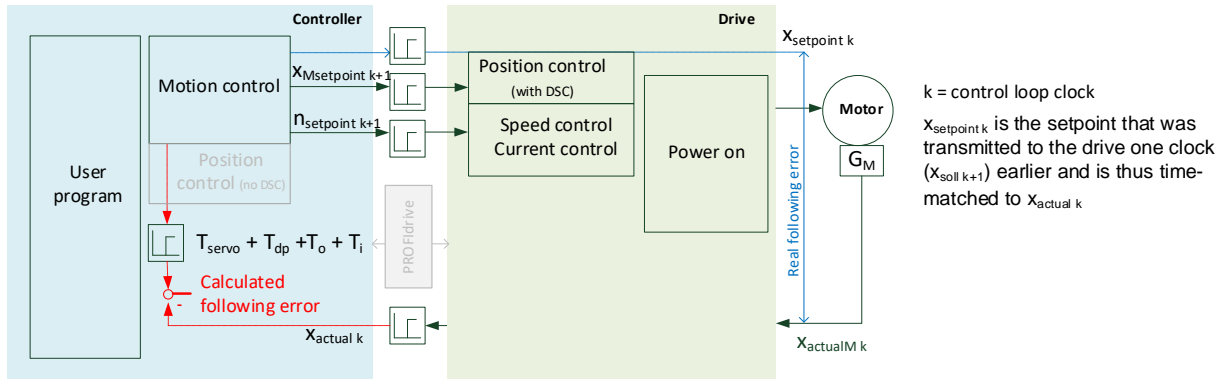 Controller
Drive
User
program
Motion control
Position
control (no DSC)
xMsetpoint k+1
nsetpoint k+1
Position control
(with DSC)
Speed control
Current control
Power on
xsetpoint k
Motor
GM
Real following error
xactualM k
PROFIdrive
Tservo + Tdp +To + Ti
Calculated
following error
-
xactual k
k = control loop clock
xsetpoint k is the setpoint that was
transmitted to the drive one clock
(xsoll k+1) earlier and is thus time-
matched to xactual k